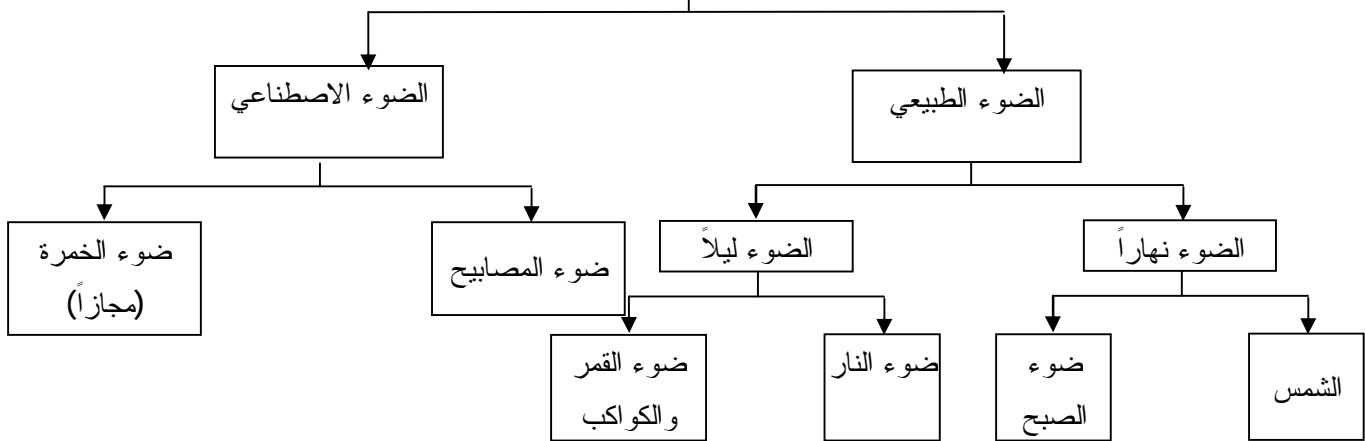 الضوء الطبيعي
الضوء الاصطناعي
الضوء نهاراً
الضوء ليلاً
ضوء المصابيح
ضوء الخمرة
(مجازاً)
الشمس
ضوء
الصبح
ضوء النار
ضوء القمر
والكواكب